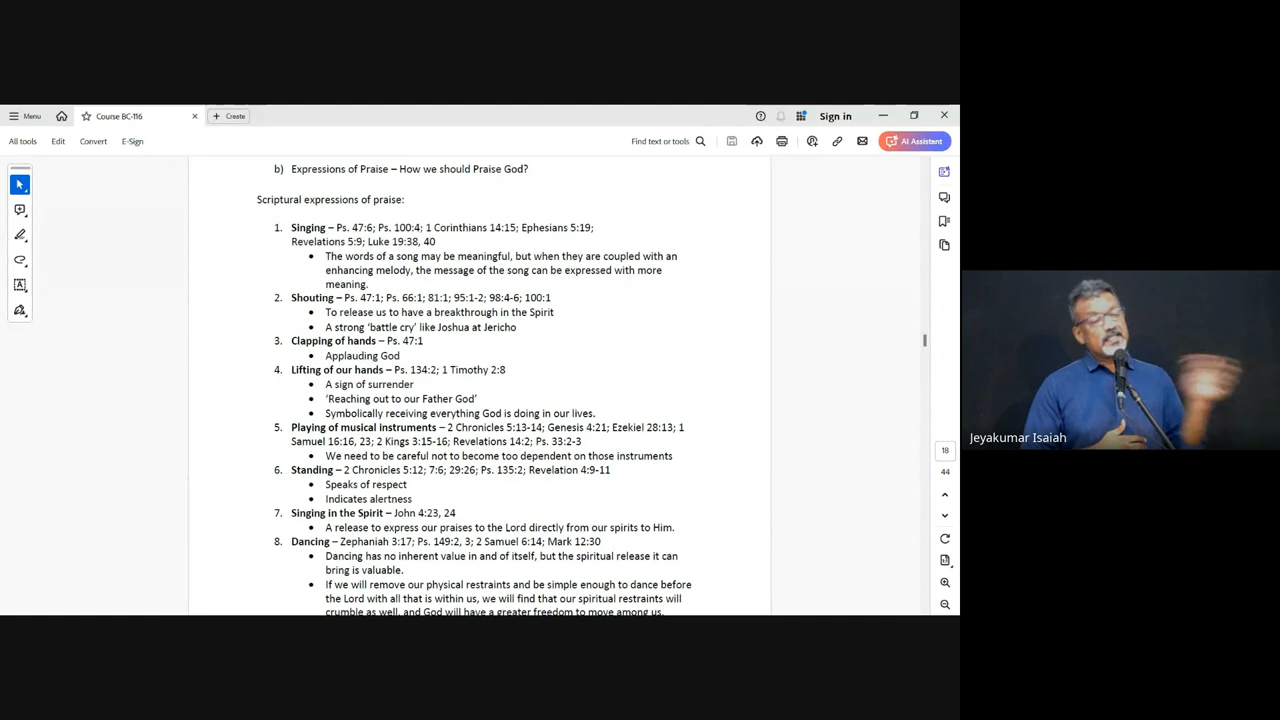 Menu
Course BC-116
Create
Sign in
All tools
Edit
Convert
E-Sign
Find text or tools
AI Assistant
b) Expressions of Praise – How we should Praise God?
Scriptural expressions of praise:
1. Singing – Ps. 47:6; Ps. 100:4; 1 Corinthians 14:15; Ephesians 5:19;
Revelations 5:9; Luke 19:38, 40
• The words of a song may be meaningful, but when they are coupled with an
enhancing melody, the message of the song can be expressed with more
meaning.
2. Shouting – Ps. 47:1; Ps. 66:1; 81:1; 95:1-2; 98:4-6; 100:1
• To release us to have a breakthrough in the Spirit
• A strong ‘battle cry’ like Joshua at Jericho
3. Clapping of hands – Ps. 47:1
• Applauding God
4. Lifting of our hands – Ps. 134:2; 1 Timothy 2:8
• A sign of surrender
• ‘Reaching out to our Father God’
• Symbolically receiving everything God is doing in our lives.
5. Playing of musical instruments – 2 Chronicles 5:13-14; Genesis 4:21; Ezekiel 28:13; 1
Samuel 16:16, 23; 2 Kings 3:15-16; Revelations 14:2; Ps. 33:2-3
• We need to be careful not to become too dependent on those instruments
6. Standing – 2 Chronicles 5:12; 7:6; 29:26; Ps. 135:2; Revelation 4:9-11
• Speaks of respect
• Indicates alertness
7. Singing in the Spirit – John 4:23, 24
• A release to express our praises to the Lord directly from our spirits to Him.
8. Dancing – Zephaniah 3:17; Ps. 149:2, 3; 2 Samuel 6:14; Mark 12:30
• Dancing has no inherent value in and of itself, but the spiritual release it can
bring is valuable.
• If we will remove our physical restraints and be simple enough to dance before
the Lord with all that is within us, we will find that our spiritual restraints will
crumble as well, and God will have a greater freedom to move among us.
18
44
Jeyakumar Isaiah